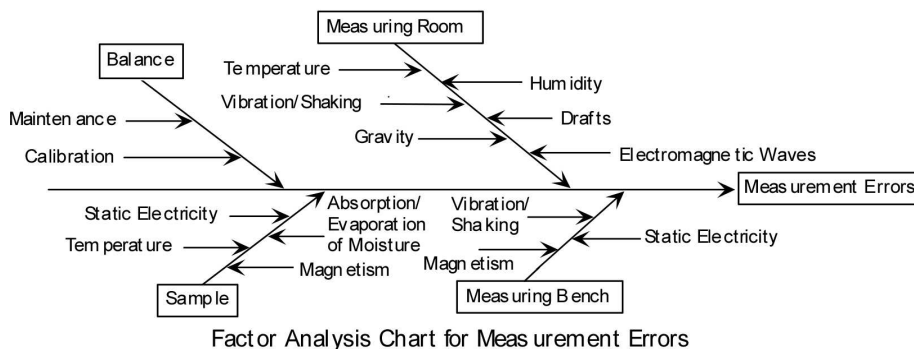 Measuring Room
Balance
Temperature
Humidity
Vibration/Shaking
Maintenance
Drafts
Gravity
Calibration
Electromagnetic Waves
Measurement Errors
Static Electricity
Absorption/
Evaporation
of Moisture
Vibration/
Shaking
Temperature
Static Electricity
Magnetism
Magnetism
Sample
Measuring Bench
Factor Analysis Chart for Measurement Errors